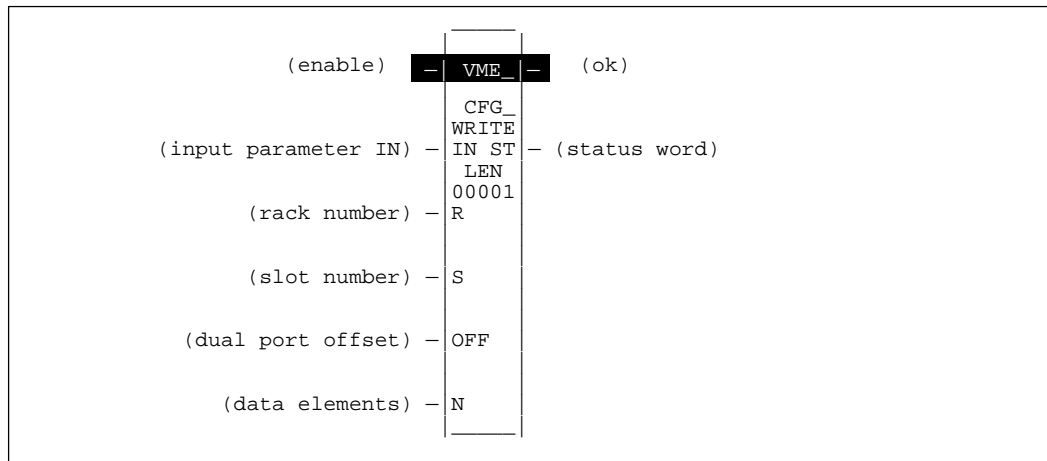 (enable) VME_ (ok)
CFG_
WRITE
(input parameter IN) IN ST (status word)
LEN
00001
(rack number) R
(slot number) S
(dual port offset) OFF
(data elements) N